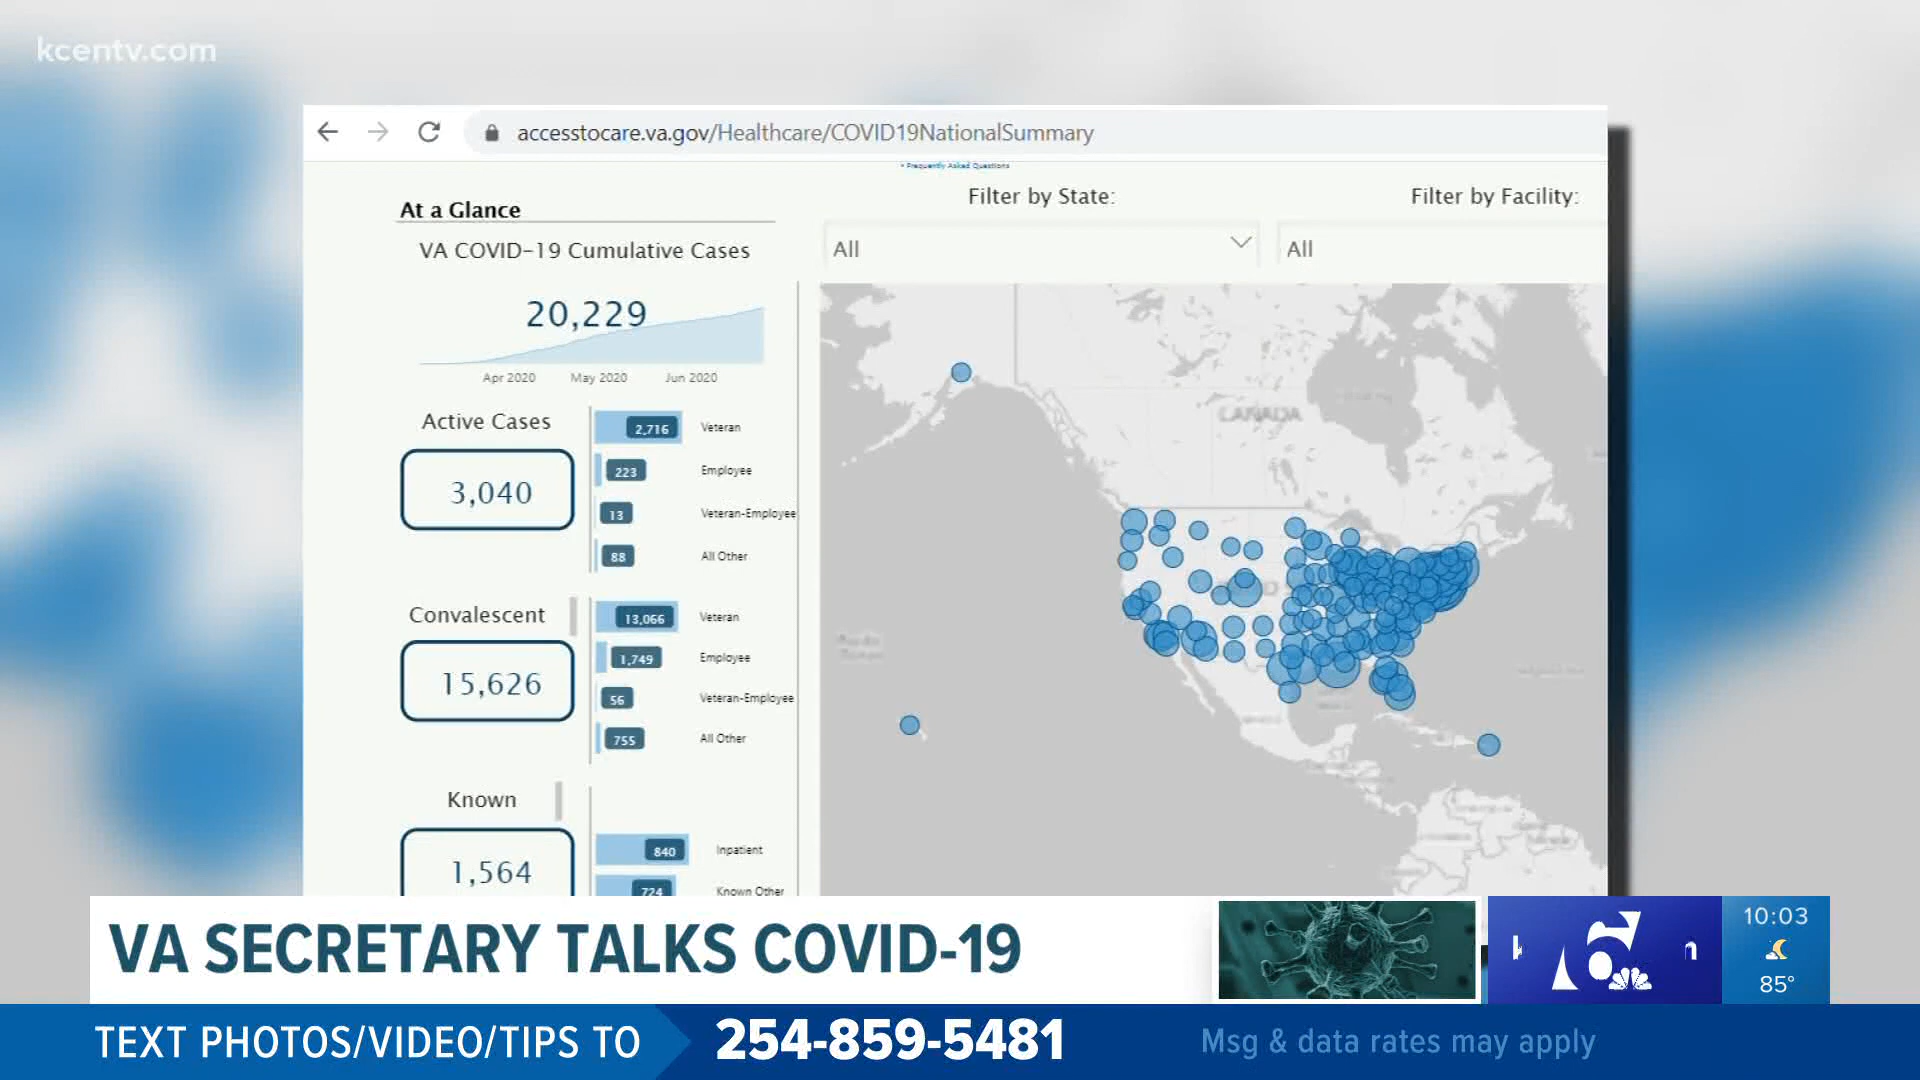 kcentv.com
accesstocare.va.gov/Healthcare/COVID19NationalSummary
• Frequently Asked Questions
At a Glance
Filter by State:
Filter by Facility:
VA COVID-19 Cumulative Cases
All
All
20,229
Apr 2020 May 2020 Jun 2020
Active Cases
3,040
2,716 Veteran
223 Employee
13 Veteran-Employee
88 All Other
CANADA
Convalescent
15,626
13,066 Veteran
1,749 Employee
56 Veteran-Employee
755 All Other
Known
1,564
840 Inpatient
724 Known Other
VA SECRETARY TALKS COVID-19
6
10:03
85°
TEXT PHOTOS/VIDEO/TIPS TO 254-859-5481 Msg & data rates may apply